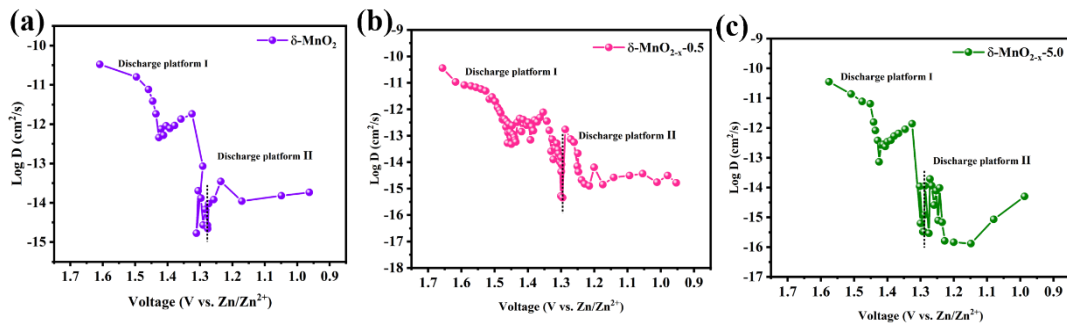 (a)
δ-MnO₂
Discharge platform I
Discharge platform II
Log D (cm²/s)
-10
-11
-12
-13
-14
-15
1.7 1.6 1.5 1.4 1.3 1.2 1.1 1.0 0.9
Voltage (V vs. Zn/Zn²⁺)
(b)
δ-MnO₂₋ₓ-0.5
Discharge platform I
Discharge platform II
Log D (cm²/s)
-9
-10
-11
-12
-13
-14
-15
-16
-17
-18
1.7 1.6 1.5 1.4 1.3 1.2 1.1 1.0 0.9
Voltage (V vs. Zn/Zn²⁺)
(c)
δ-MnO₂₋ₓ-5.0
Discharge platform I
Discharge platform II
Log D (cm²/s)
-9
-10
-11
-12
-13
-14
-15
-16
-17
1.7 1.6 1.5 1.4 1.3 1.2 1.1 1.0 0.9
Voltage (V vs. Zn/Zn²⁺)